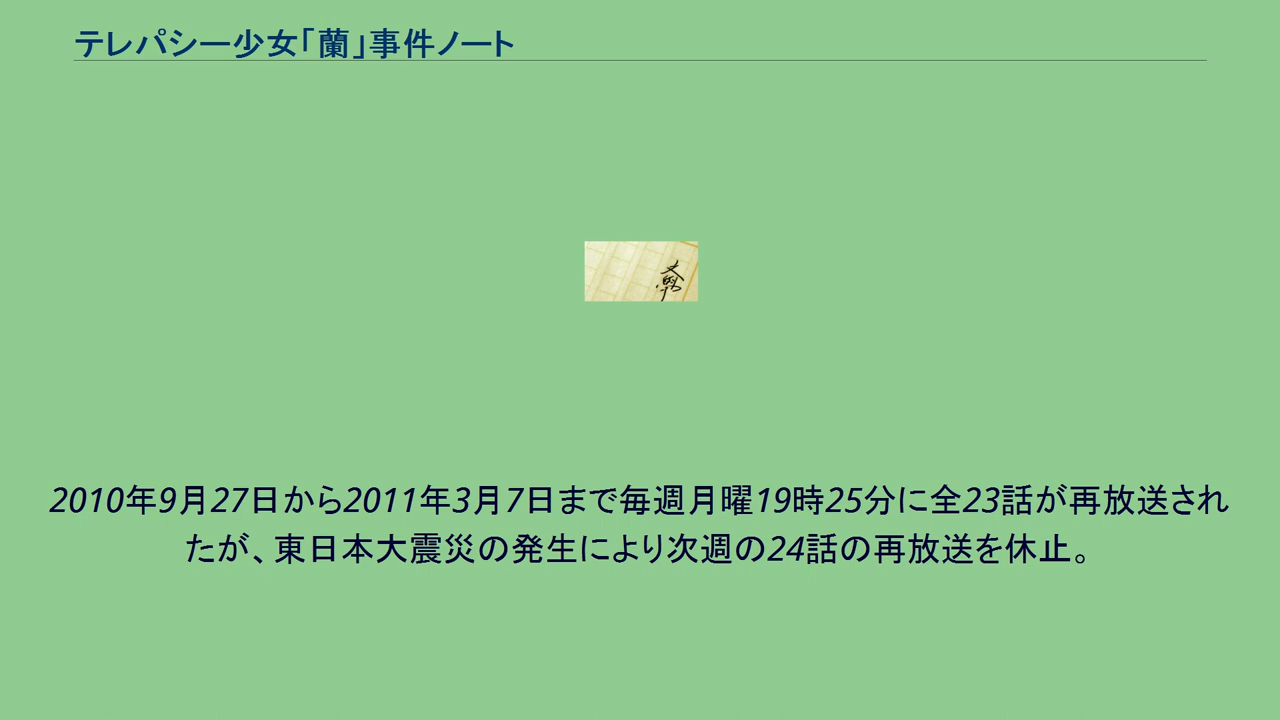 テレパシー少女「蘭」事件ノート
2010年9月27日から2011年3月7日まで毎週月曜19時25分に全23話が再放送され
たが、東日本大震災の発生により次週の24話の再放送を休止。